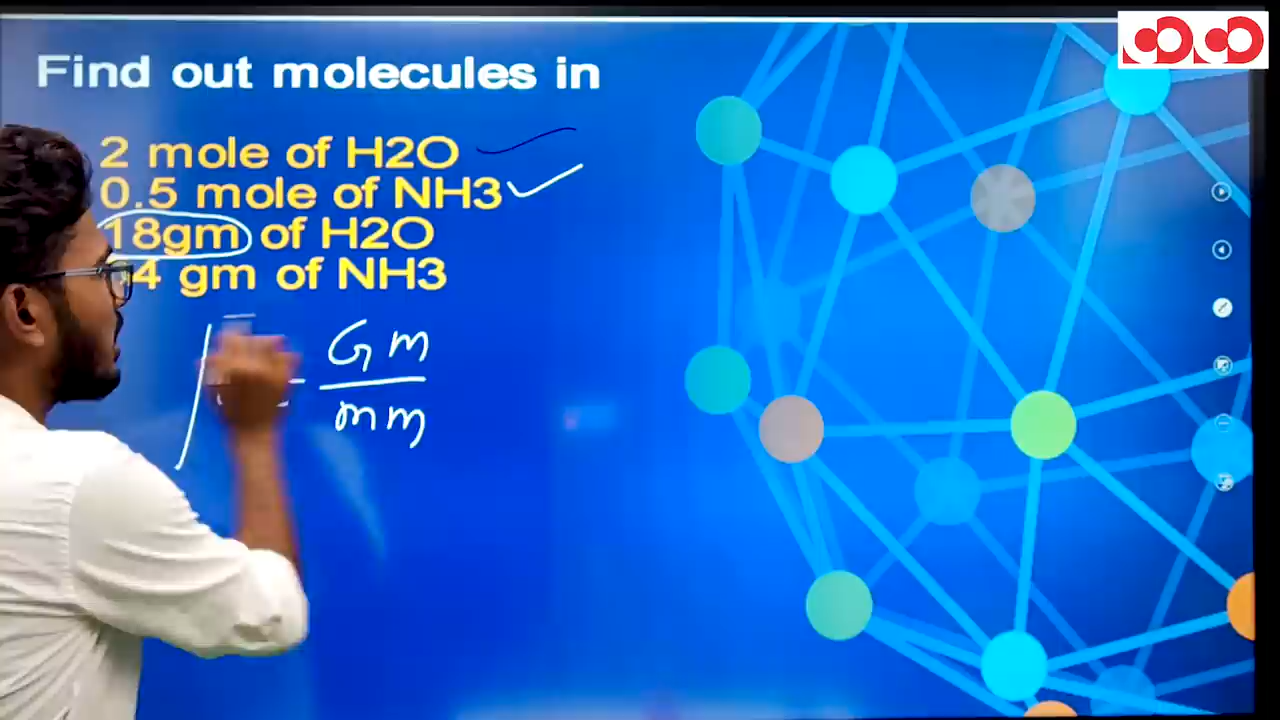 Find out molecules in
2 mole of H2O
0.5 mole of NH3
18gm of H2O
4 gm of NH3
= Gm
mm